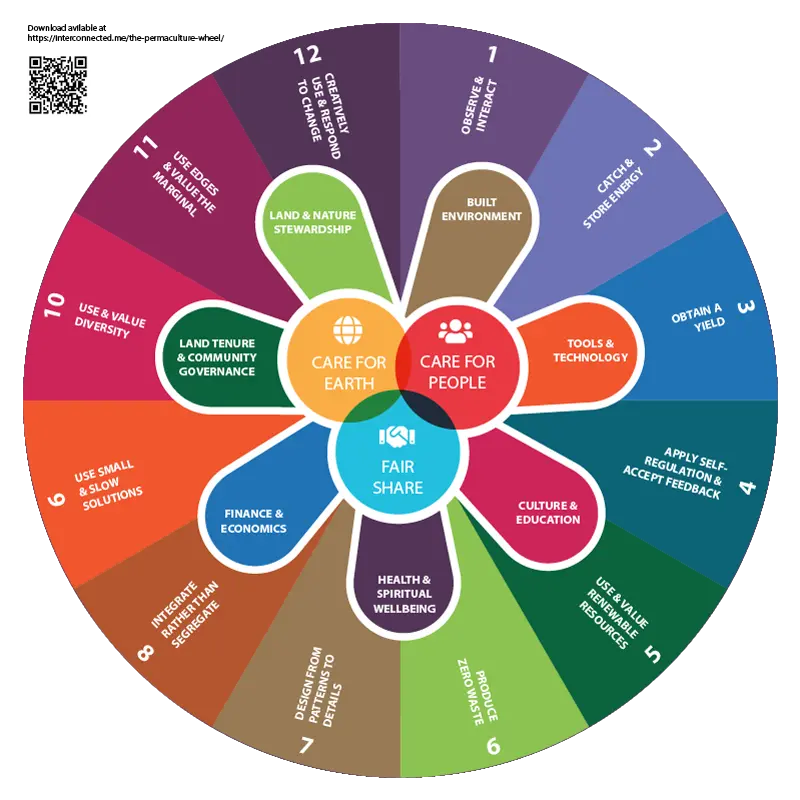 Download avilable at
https://interconnected.me/the-permaculture-wheel/
12
CREATIVELY
USE & RESPOND
TO CHANGE
1
OBSERVE &
INTERACT
2
CATCH &
STORE ENERGY
3
OBTAIN A
YIELD
4
APPLY SELF-
REGULATION &
ACCEPT FEEDBACK
5
USE & VALUE
RENEWABLE
RESOURCES
6
PRODUCE
ZERO WASTE
7
DESIGN FROM
PATTERNS TO
DETAILS
8
INTEGRATE
RATHER THAN
SEGREGATE
9
USE SMALL
& SLOW
SOLUTIONS
10
USE & VALUE
DIVERSITY
11
USE EDGES
& VALUE THE
MARGINAL
LAND & NATURE
STEWARDSHIP
BUILT
ENVIRONMENT
TOOLS &
TECHNOLOGY
CULTURE &
EDUCATION
HEALTH &
SPIRITUAL
WELLBEING
FINANCE &
ECONOMICS
LAND TENURE
& COMMUNITY
GOVERNANCE
CARE FOR
EARTH
CARE FOR
PEOPLE
FAIR
SHARE